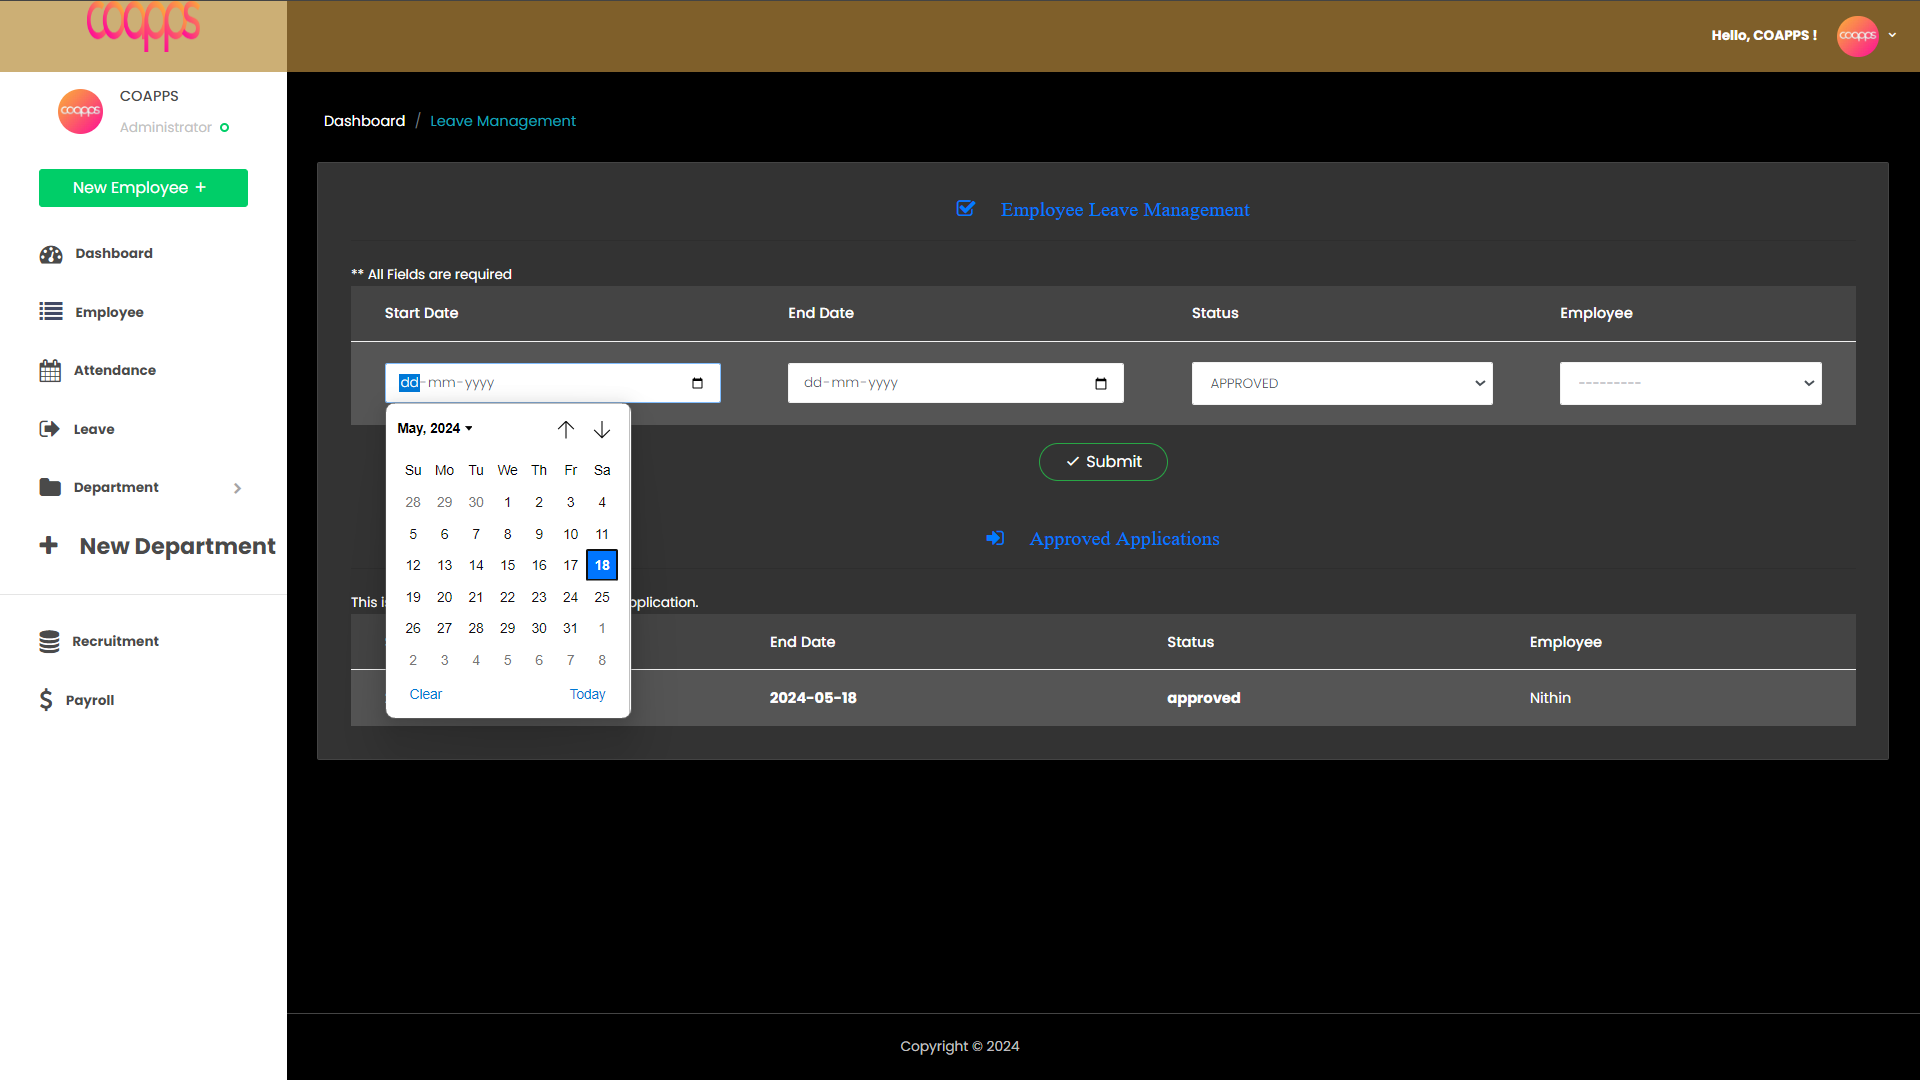 coapps
Hello, COAPPS !
coapps
coapps
COAPPS
Administrator
New Employee +
Dashboard
Employee
Attendance
Leave
Department
New Department
Recruitment
Payroll
Dashboard / Leave Management
Employee Leave Management
** All Fields are required
Start Date End Date Status Employee
dd-mm-yyyy dd-mm-yyyy APPROVED ---------
May, 2024
Su Mo Tu We Th Fr Sa
28 29 30 1 2 3 4
5 6 7 8 9 10 11
12 13 14 15 16 17 18
19 20 21 22 23 24 25
26 27 28 29 30 31 1
2 3 4 5 6 7 8
Clear Today
Submit
Approved Applications
This
End Date Status Employee
2024-05-18 approved Nithin
Copyright © 2024